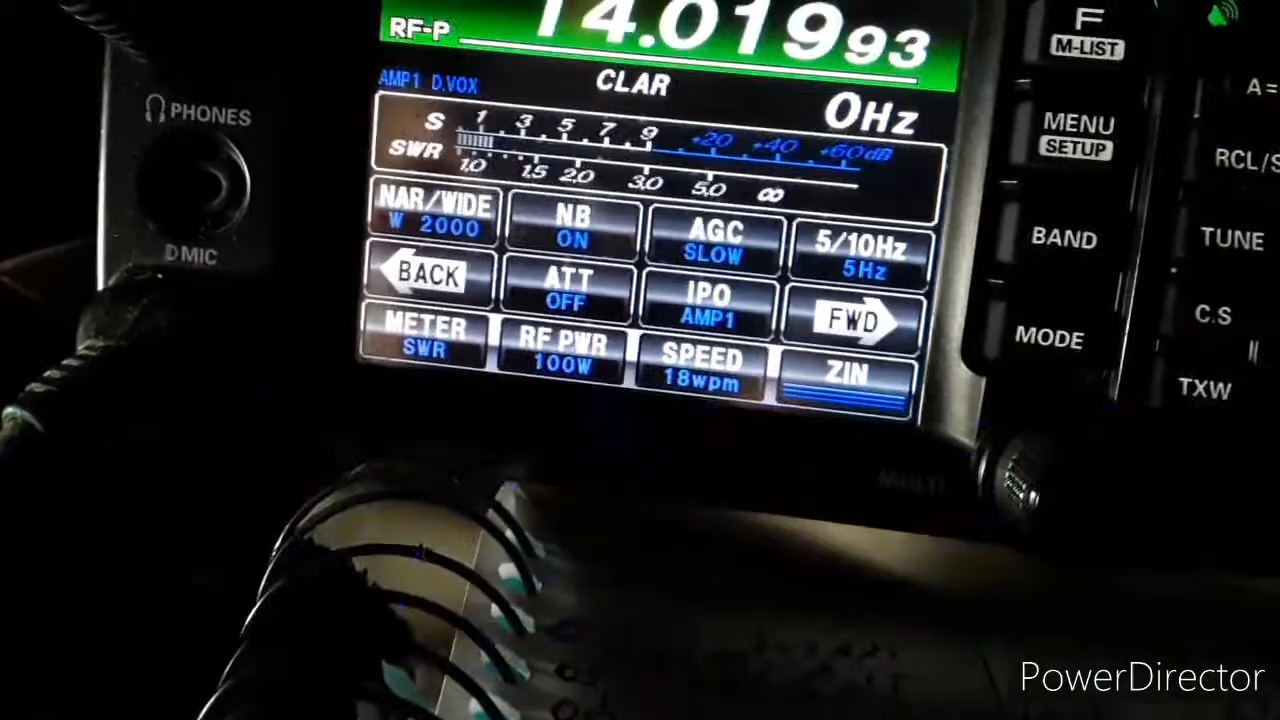 14.01993
RF-P
AMP1 D.VOX
CLAR
0Hz
S 1 3 5 7 9 +20 +40 +60dB
SWR 1.0 1.5 2.0 3.0 5.0 ∞
NAR/WIDE
W 2000
NB
ON
AGC
SLOW
5/10Hz
5Hz
BACK
ATT
OFF
IPO
AMP1
FWD
METER
SWR
RF PWR
100W
SPEED
18wpm
ZIN
PHONES
DMIC
F
M-LIST
MENU
SETUP
BAND
MODE
A=
RCL/S
TUNE
C.S
TXW
MULTI
PowerDirector